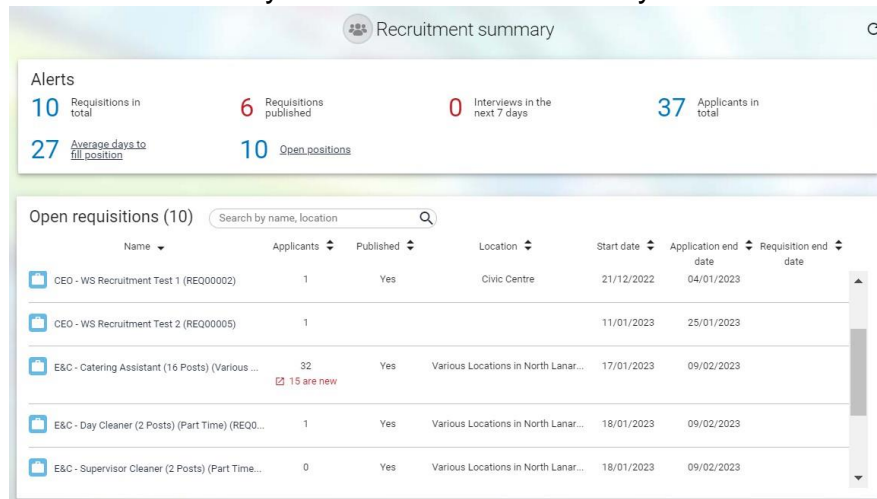 Recruitment summary
Alerts
10 Requisitions in total
6 Requisitions published
0 Interviews in the next 7 days
37 Applicants in total
27 Average days to fill position
10 Open positions
Open requisitions (10) Search by name, location
Name Applicants Published Location Start date Application end date Requisition end date
CEO - WS Recruitment Test 1 (REQ00002) 1 Yes Civic Centre 21/12/2022 04/01/2023
CEO - WS Recruitment Test 2 (REQ00005) 1 11/01/2023 25/01/2023
E&C - Catering Assistant (16 Posts) (Various ... 32 Yes Various Locations in North Lanar... 17/01/2023 09/02/2023
15 are new
E&C - Day Cleaner (2 Posts) (Part Time) (REQ0... 1 Yes Various Locations in North Lanar... 18/01/2023 09/02/2023
E&C - Supervisor Cleaner (2 Posts) (Part Time... 0 Yes Various Locations in North Lanar... 18/01/2023 09/02/2023